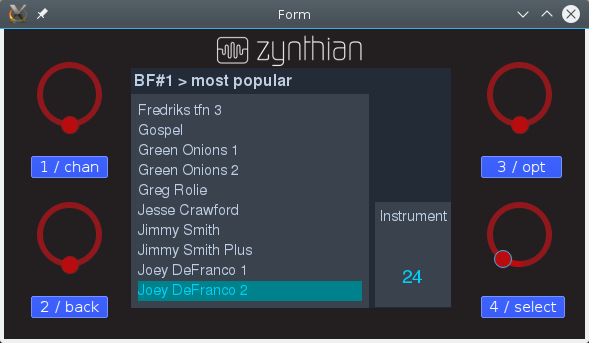 Form
zynthian
BF#1 > most popular
Fredriks tfn 3
Gospel
Green Onions 1
Green Onions 2
Greg Rolie
Jesse Crawford
Jimmy Smith
Jimmy Smith Plus
Joey DeFranco 1
Joey DeFranco 2
Instrument
24
1 / chan
2 / back
3 / opt
4 / select